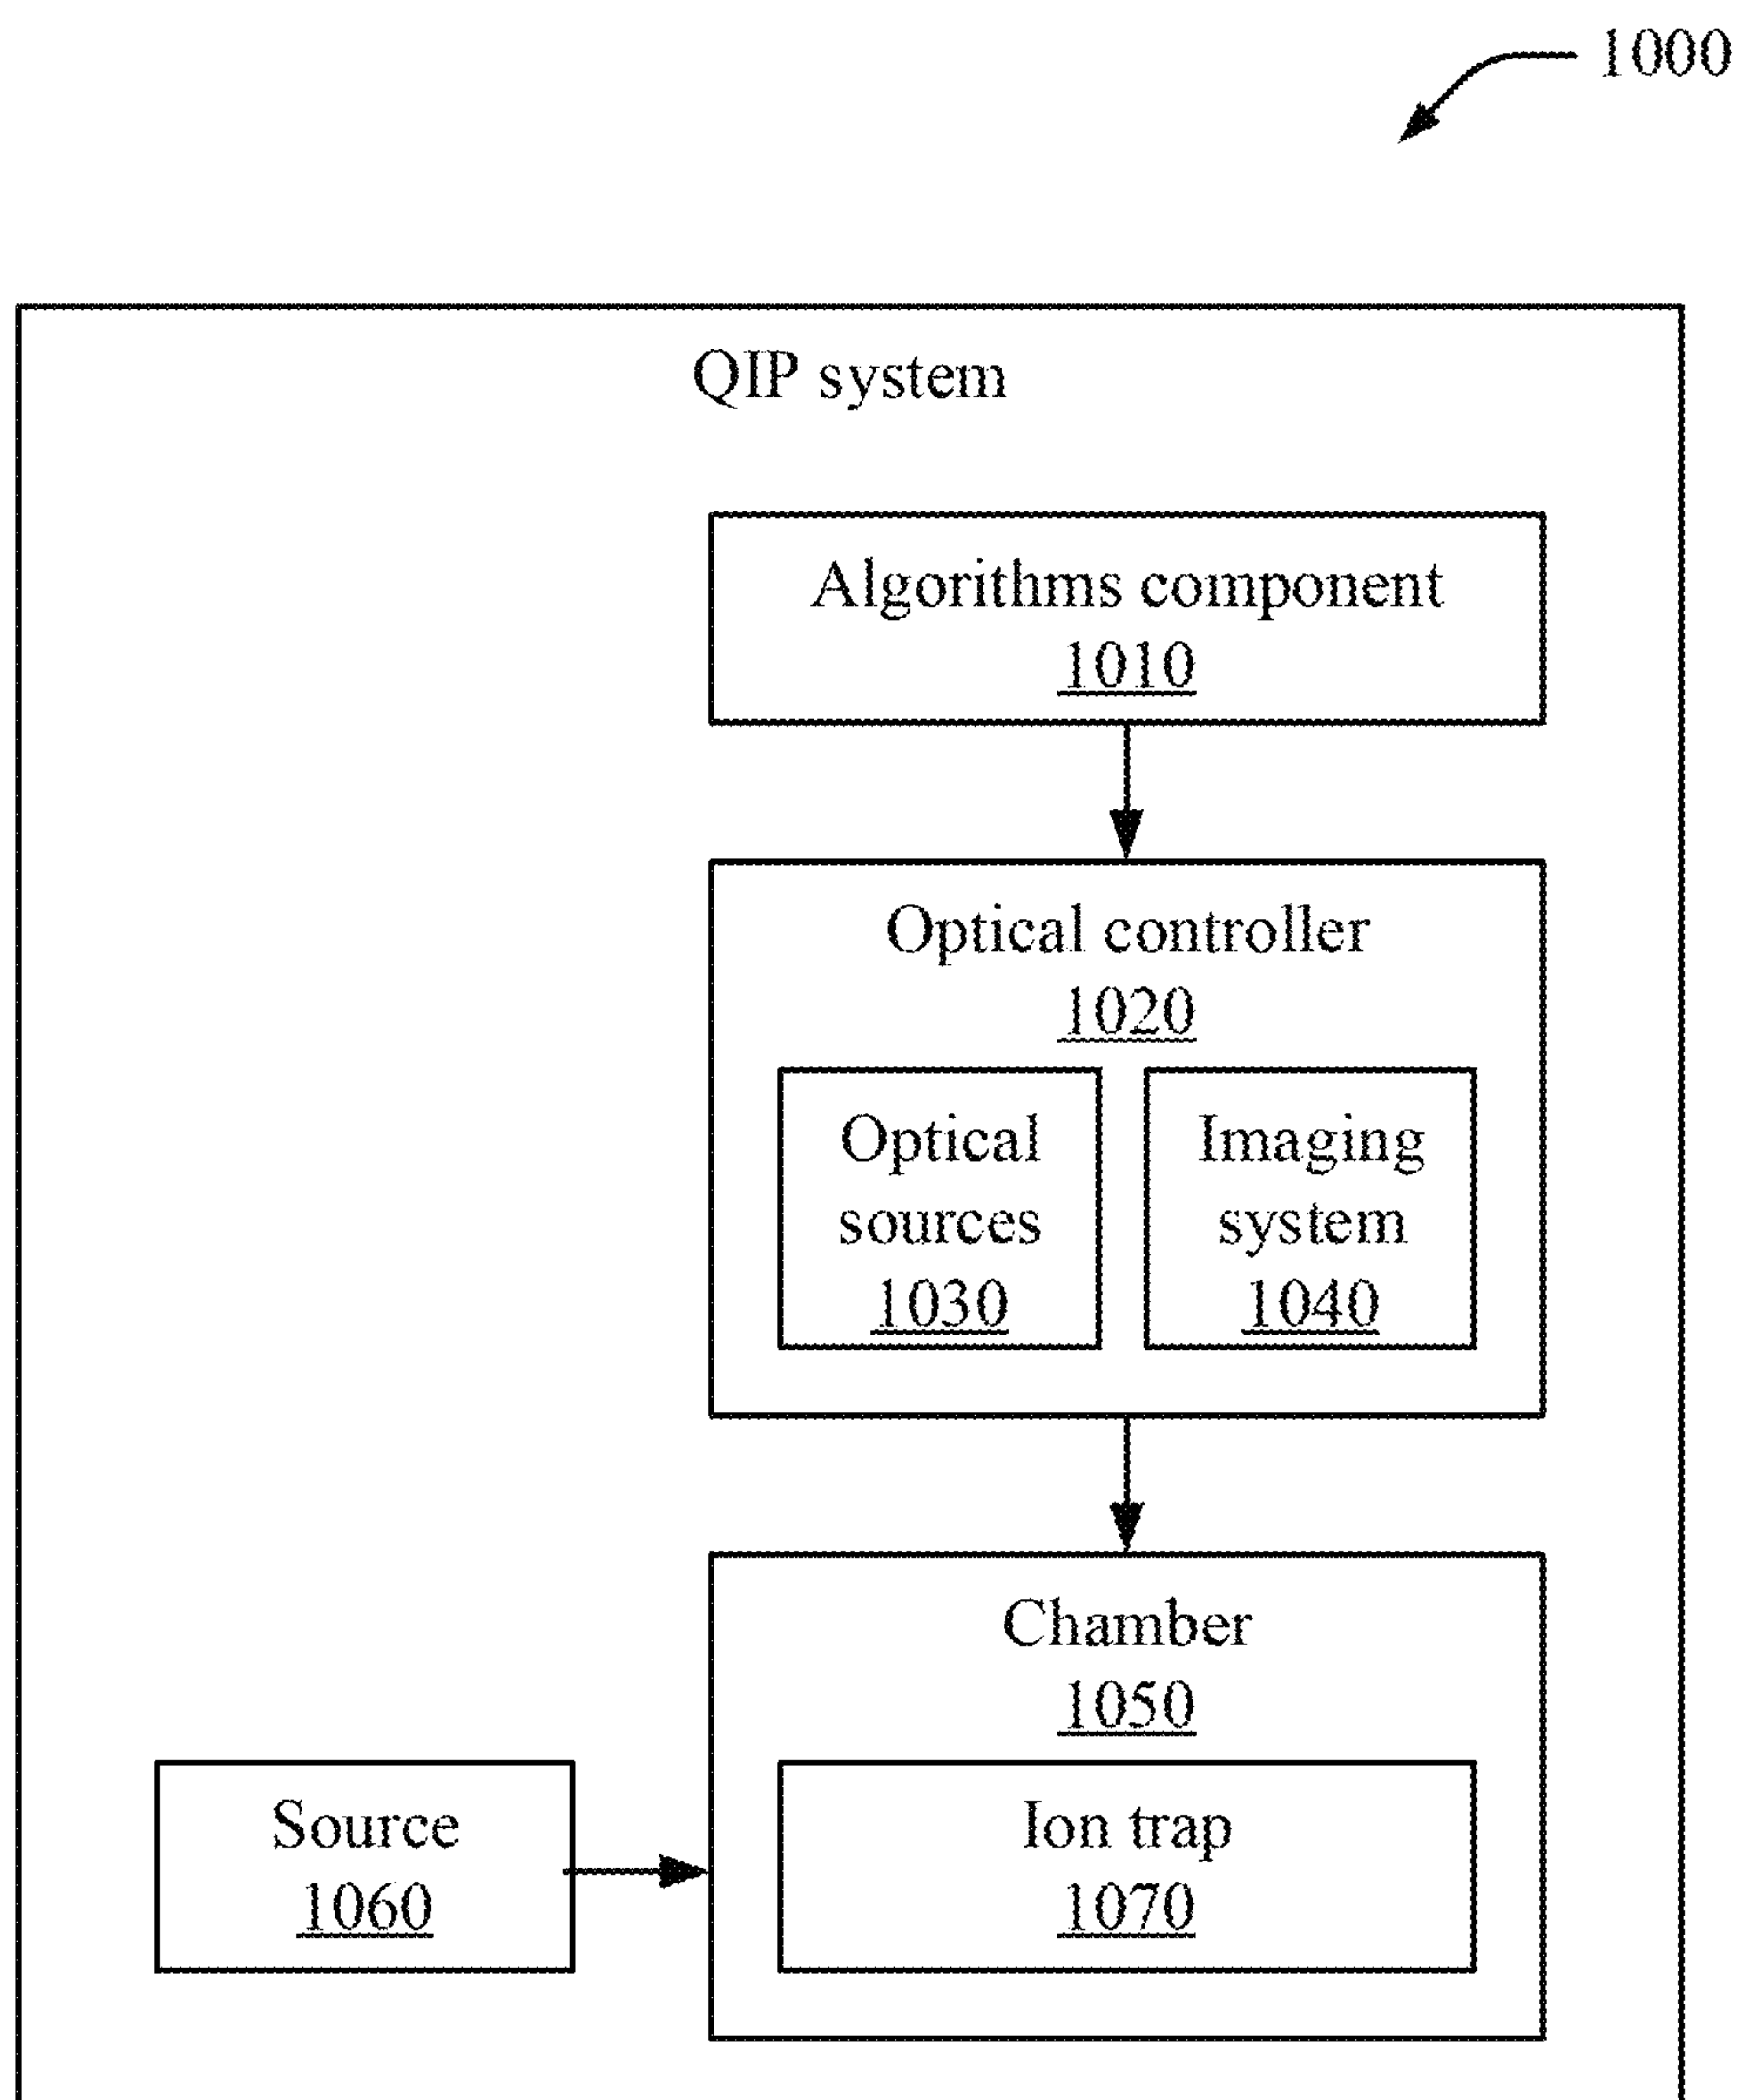 1000
QIP system
Algorithms component
1010
Optical controller
1020
Optical
sources
1030
Imaging
system
1040
Chamber
1050
Source
1060
Ion trap
1070